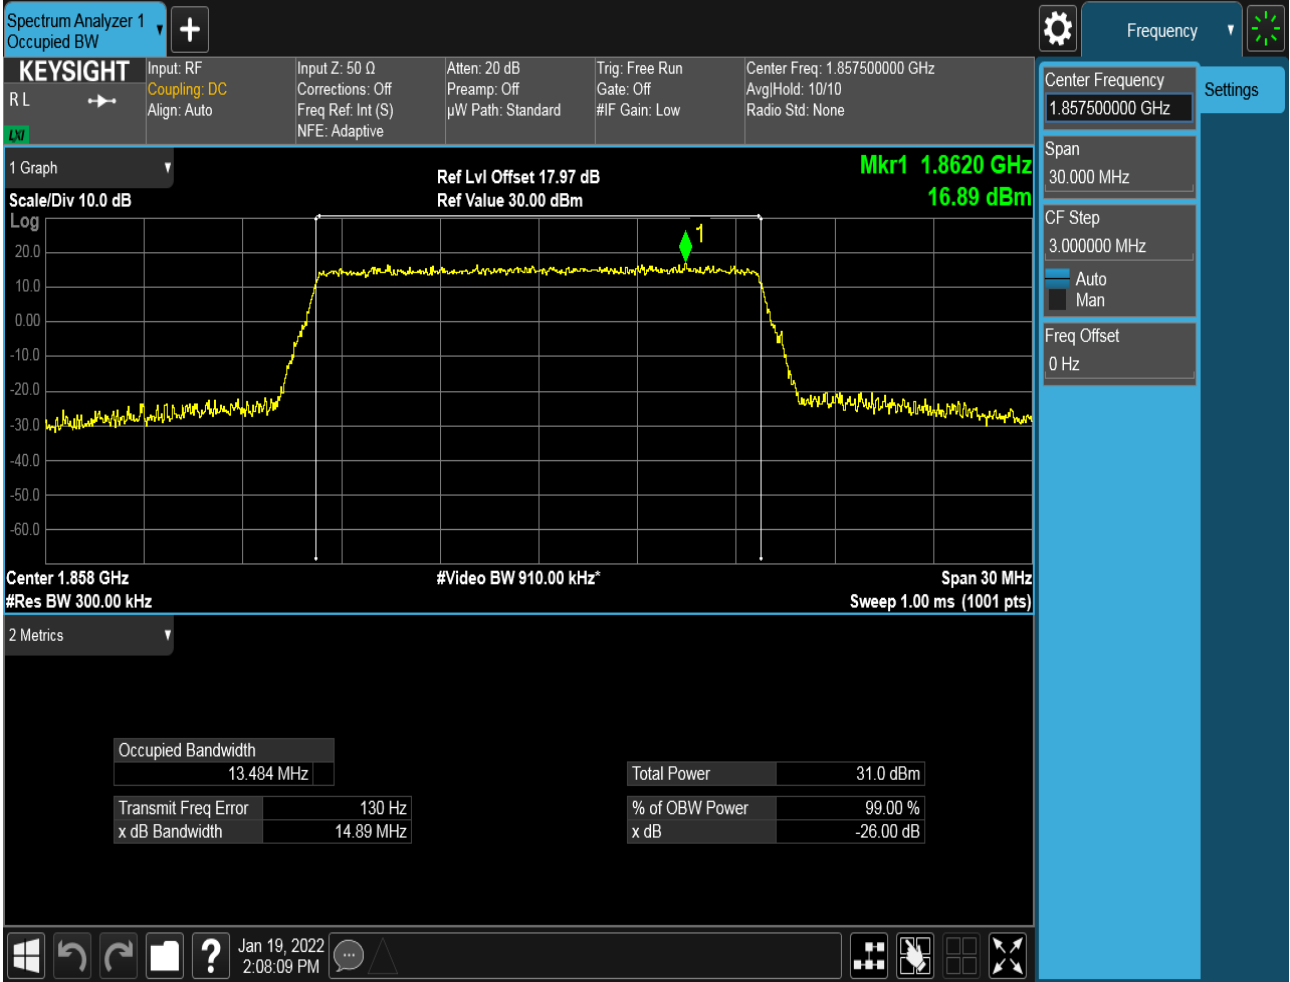 Spectrum Analyzer 1
Occupied BW
Frequency
KEYSIGHT
R L
LXI
Input: RF
Coupling: DC
Align: Auto
Input Z: 50 Ω
Corrections: Off
Freq Ref: Int (S)
NFE: Adaptive
Atten: 20 dB
Preamp: Off
µW Path: Standard
Trig: Free Run
Gate: Off
#IF Gain: Low
Center Freq: 1.857500000 GHz
Avg|Hold: 10/10
Radio Std: None
Center Frequency
1.857500000 GHz
Settings
Span
30.000 MHz
CF Step
3.000000 MHz
Auto
Man
Freq Offset
0 Hz
1 Graph
Scale/Div 10.0 dB
Ref Lvl Offset 17.97 dB
Ref Value 30.00 dBm
Mkr1 1.8620 GHz
16.89 dBm
Log
1
20.0
10.0
0.00
-10.0
-20.0
-30.0
-40.0
-50.0
-60.0
Center 1.858 GHz
#Video BW 910.00 kHz*
Span 30 MHz
#Res BW 300.00 kHz
Sweep 1.00 ms (1001 pts)
2 Metrics
Occupied Bandwidth
13.484 MHz
Total Power 31.0 dBm
Transmit Freq Error 130 Hz
% of OBW Power 99.00 %
x dB Bandwidth 14.89 MHz
x dB -26.00 dB
?
Jan 19, 2022
2:08:09 PM